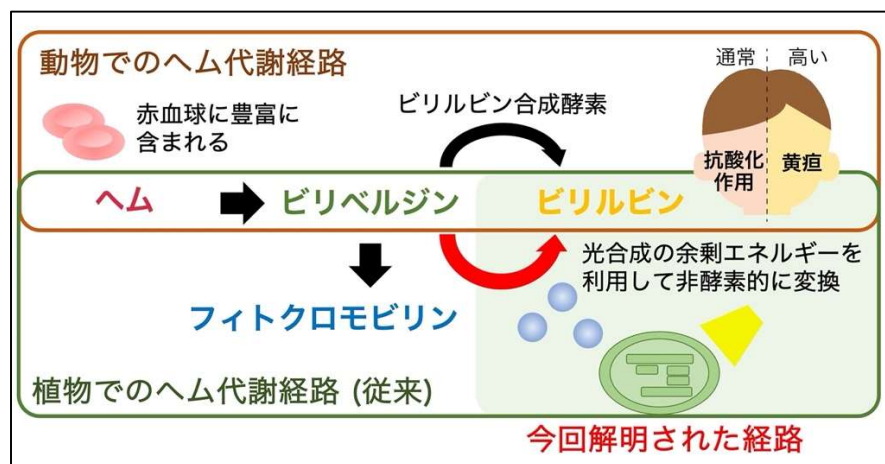 動物でのヘム代謝経路
赤血球に豊富に
含まれる
ビリルビン合成酵素
通常
高い
抗酸化
作用
黄疸
ヘム
ビリベルジン
ビリルビン
フィトクロモビリン
光合成の余剰エネルギーを
利用して非酵素的に変換
植物でのヘム代謝経路 (従来)
今回解明された経路